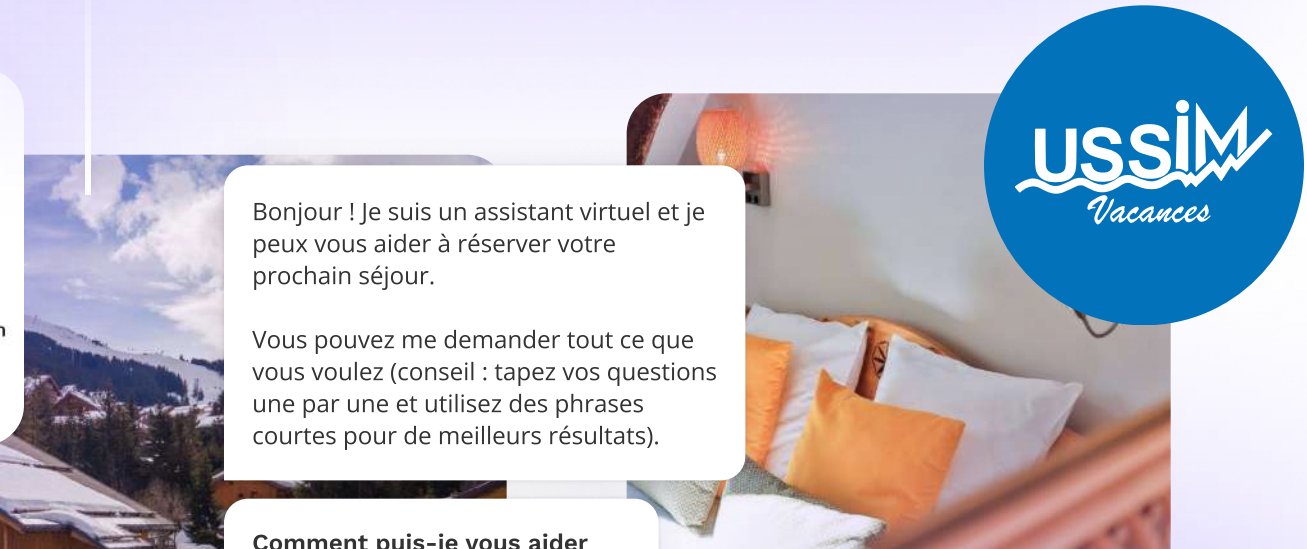 USSiM
Vacances
Bonjour ! Je suis un assistant virtuel et je
peux vous aider à réserver votre
prochain séjour.
Vous pouvez me demander tout ce que
vous voulez (conseil : tapez vos questions
une par une et utilisez des phrases
courtes pour de meilleurs résultats).
Comment puis-je vous aider